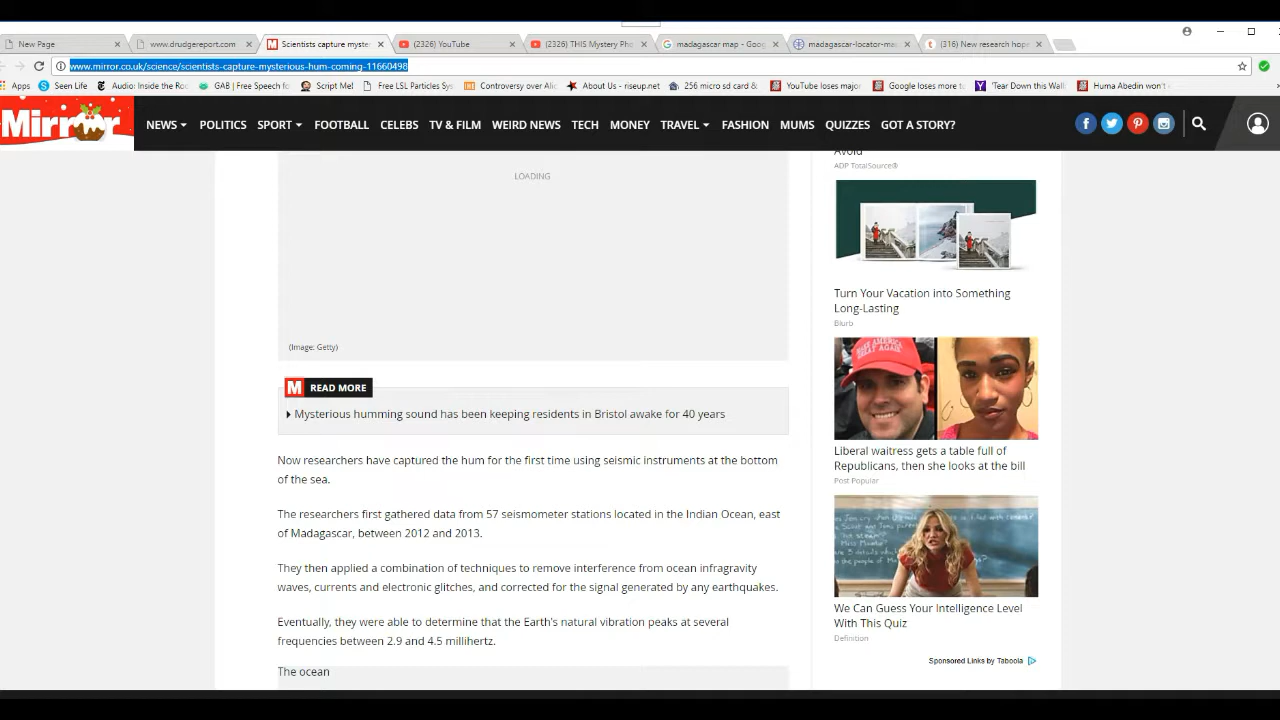 New Page
www.drudgereport.com
Scientists capture myste
(2326) YouTube
(2326) THIS Mystery Pho
madagascar map - Goog
madagascar-locator-ma
(316) New research hope
www.mirror.co.uk/science/scientists-capture-mysterious-hum-coming-11660498
Apps
Seen Life
Audio: Inside the Roo
GAB | Free Speech fo
Script Me!
Free LSL Particles Sys
Controversy over Alic
About Us - riseup.net
256 micro sd card &
YouTube loses major
Google loses more t
'Tear Down this Wall
Huma Abedin won't
Mirror
NEWS
POLITICS
SPORT
FOOTBALL
CELEBS
TV & FILM
WEIRD NEWS
TECH
MONEY
TRAVEL
FASHION
MUMS
QUIZZES
GOT A STORY?
LOADING
(Image: Getty)
M READ MORE
Mysterious humming sound has been keeping residents in Bristol awake for 40 years
Now researchers have captured the hum for the first time using seismic instruments at the bottom
of the sea.
The researchers first gathered data from 57 seismometer stations located in the Indian Ocean, east
of Madagascar, between 2012 and 2013.
They then applied a combination of techniques to remove interference from ocean infragravity
waves, currents and electronic glitches, and corrected for the signal generated by any earthquakes.
Eventually, they were able to determine that the Earth's natural vibration peaks at several
frequencies between 2.9 and 4.5 millihertz.
The ocean
Avoid
ADP TotalSource®
Turn Your Vacation into Something
Long-Lasting
Blurb
Liberal waitress gets a table full of
Republicans, then she looks at the bill
Post Popular
We Can Guess Your Intelligence Level
With This Quiz
Definition
Sponsored Links by Taboola